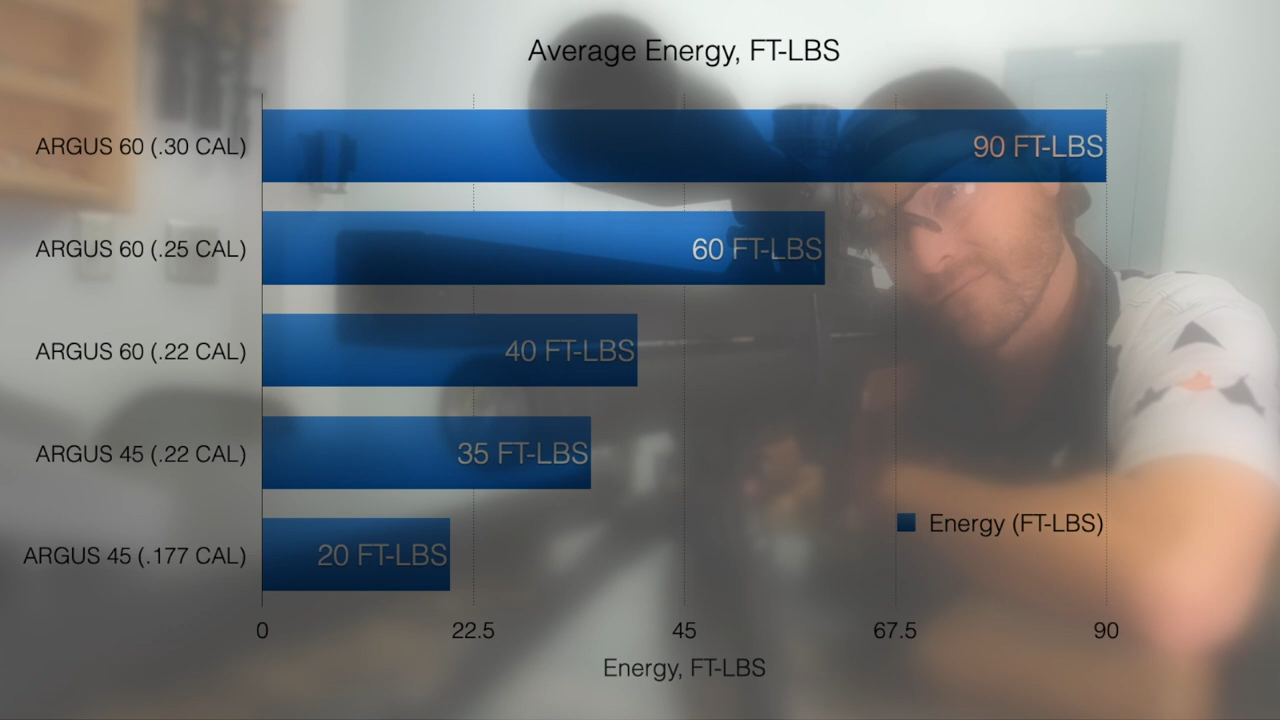 Average Energy, FT-LBS
ARGUS 60 (.30 CAL)
90 FT-LBS
ARGUS 60 (.25 CAL)
60 FT-LBS
ARGUS 60 (.22 CAL)
40 FT-LBS
ARGUS 45 (.22 CAL)
35 FT-LBS
Energy (FT-LBS)
ARGUS 45 (.177 CAL)
20 FT-LBS
0
22.5
45
67.5
90
Energy, FT-LBS